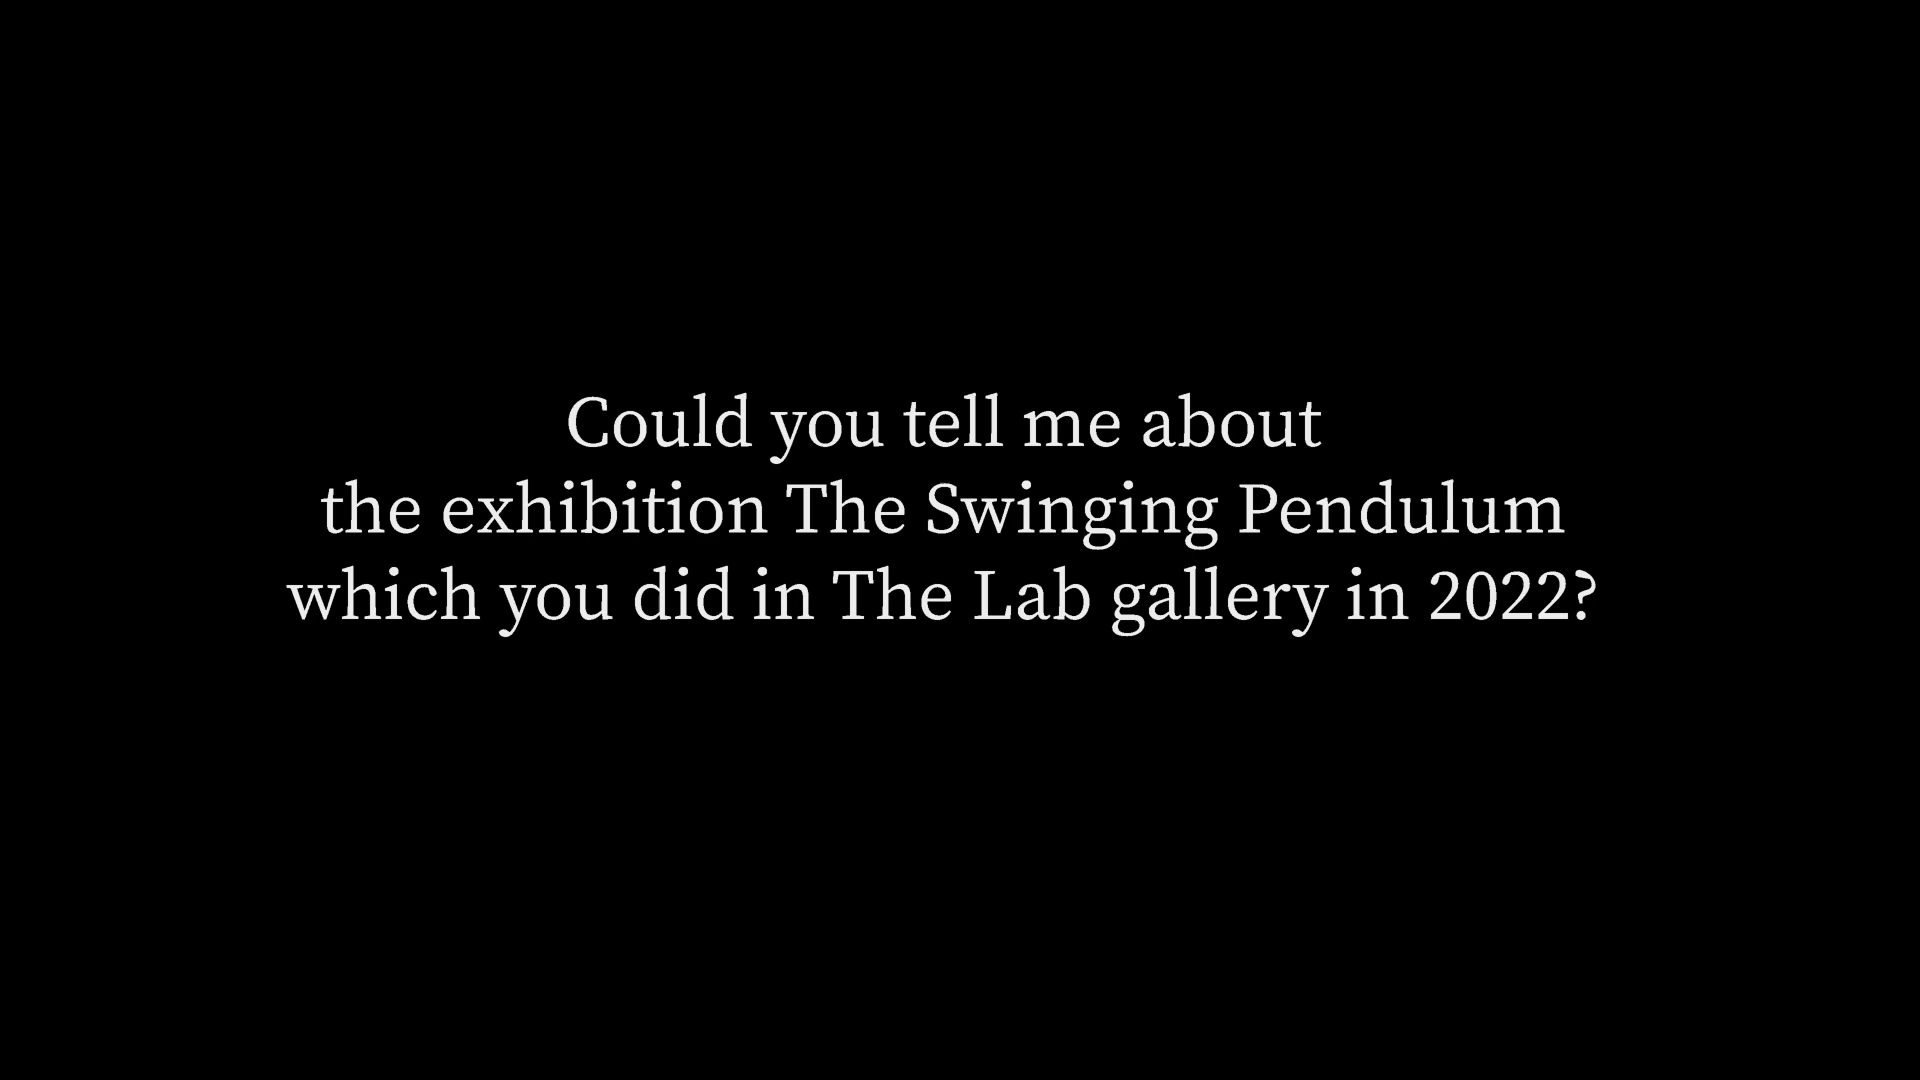 Could you tell me about
the exhibition The Swinging Pendulum
which you did in The Lab gallery in 2022?